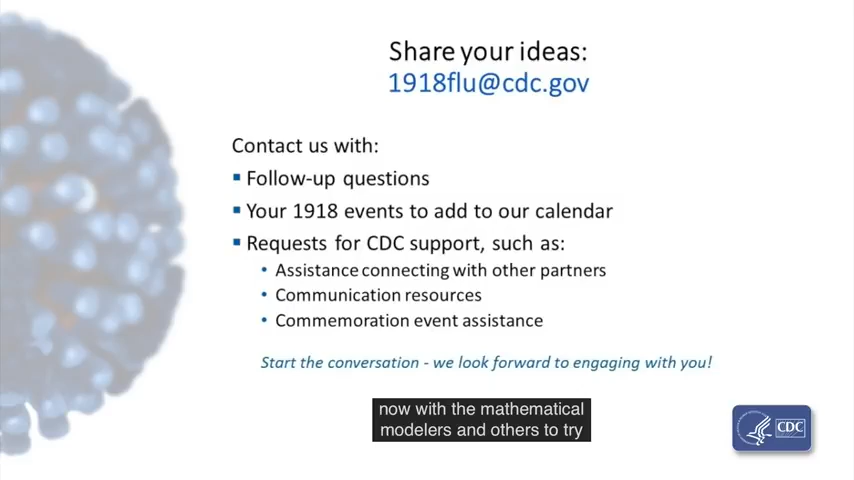 Share your ideas:
1918flu@cdc.gov
Contact us with:
▪ Follow-up questions
▪ Your 1918 events to add to our calendar
▪ Requests for CDC support, such as:
• Assistance connecting with other partners
• Communication resources
• Commemoration event assistance
Start the conversation - we look forward to engaging with you!
now with the mathematical
modelers and others to try
CDC